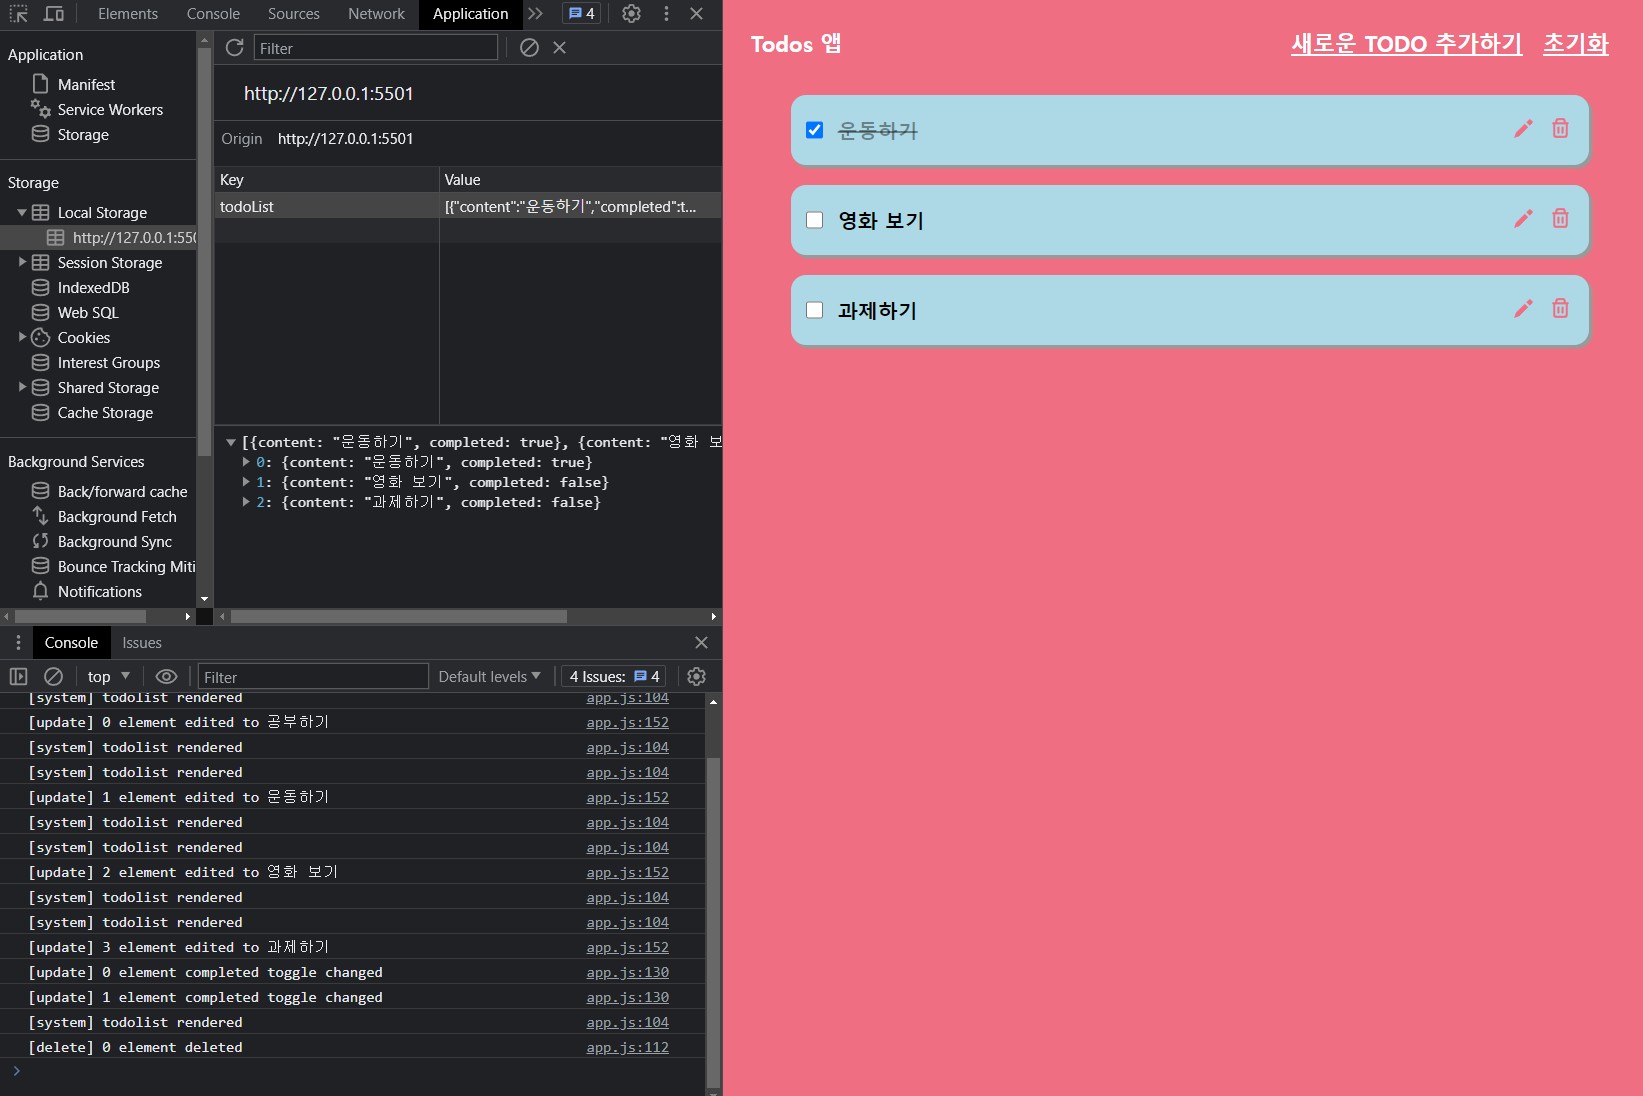 Elements Console Sources Network Application 4
Application
Manifest
Service Workers
Storage
Storage
Local Storage
http://127.0.0.1:550
Session Storage
IndexedDB
Web SQL
Cookies
Interest Groups
Shared Storage
Cache Storage
Background Services
Back/forward cache
Background Fetch
Background Sync
Bounce Tracking Miti
Notifications
Filter
http://127.0.0.1:5501
Origin http://127.0.0.1:5501
Key Value
todoList [{"content":"운동하기","completed":t...
[{content: "운동하기", completed: true}, {content: "영화 보
0: {content: "운동하기", completed: true}
1: {content: "영화 보기", completed: false}
2: {content: "과제하기", completed: false}
Console Issues
top Filter Default levels 4 Issues: 4
[system] todolist rendered app.js:104
[update] 0 element edited to 공부하기 app.js:152
[system] todolist rendered app.js:104
[system] todolist rendered app.js:104
[update] 1 element edited to 운동하기 app.js:152
[system] todolist rendered app.js:104
[system] todolist rendered app.js:104
[update] 2 element edited to 영화 보기 app.js:152
[system] todolist rendered app.js:104
[system] todolist rendered app.js:104
[update] 3 element edited to 과제하기 app.js:152
[update] 0 element completed toggle changed app.js:130
[update] 1 element completed toggle changed app.js:130
[system] todolist rendered app.js:104
[delete] 0 element deleted app.js:112
Todos 앱 새로운 TODO 추가하기 초기화
운동하기
영화 보기
과제하기